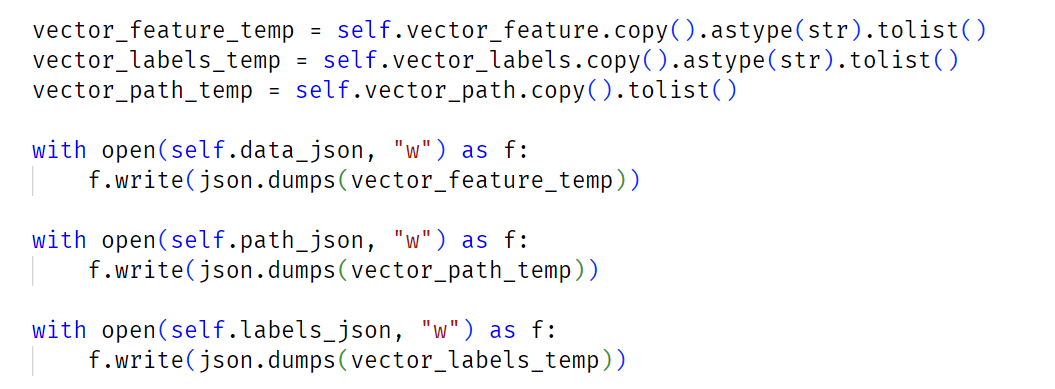 vector_feature_temp = self.vector_feature.copy().astype(str).tolist()
vector_labels_temp = self.vector_labels.copy().astype(str).tolist()
vector_path_temp = self.vector_path.copy().tolist()

with open(self.data_json, "w") as f:
    f.write(json.dumps(vector_feature_temp))

with open(self.path_json, "w") as f:
    f.write(json.dumps(vector_path_temp))

with open(self.labels_json, "w") as f:
    f.write(json.dumps(vector_labels_temp))